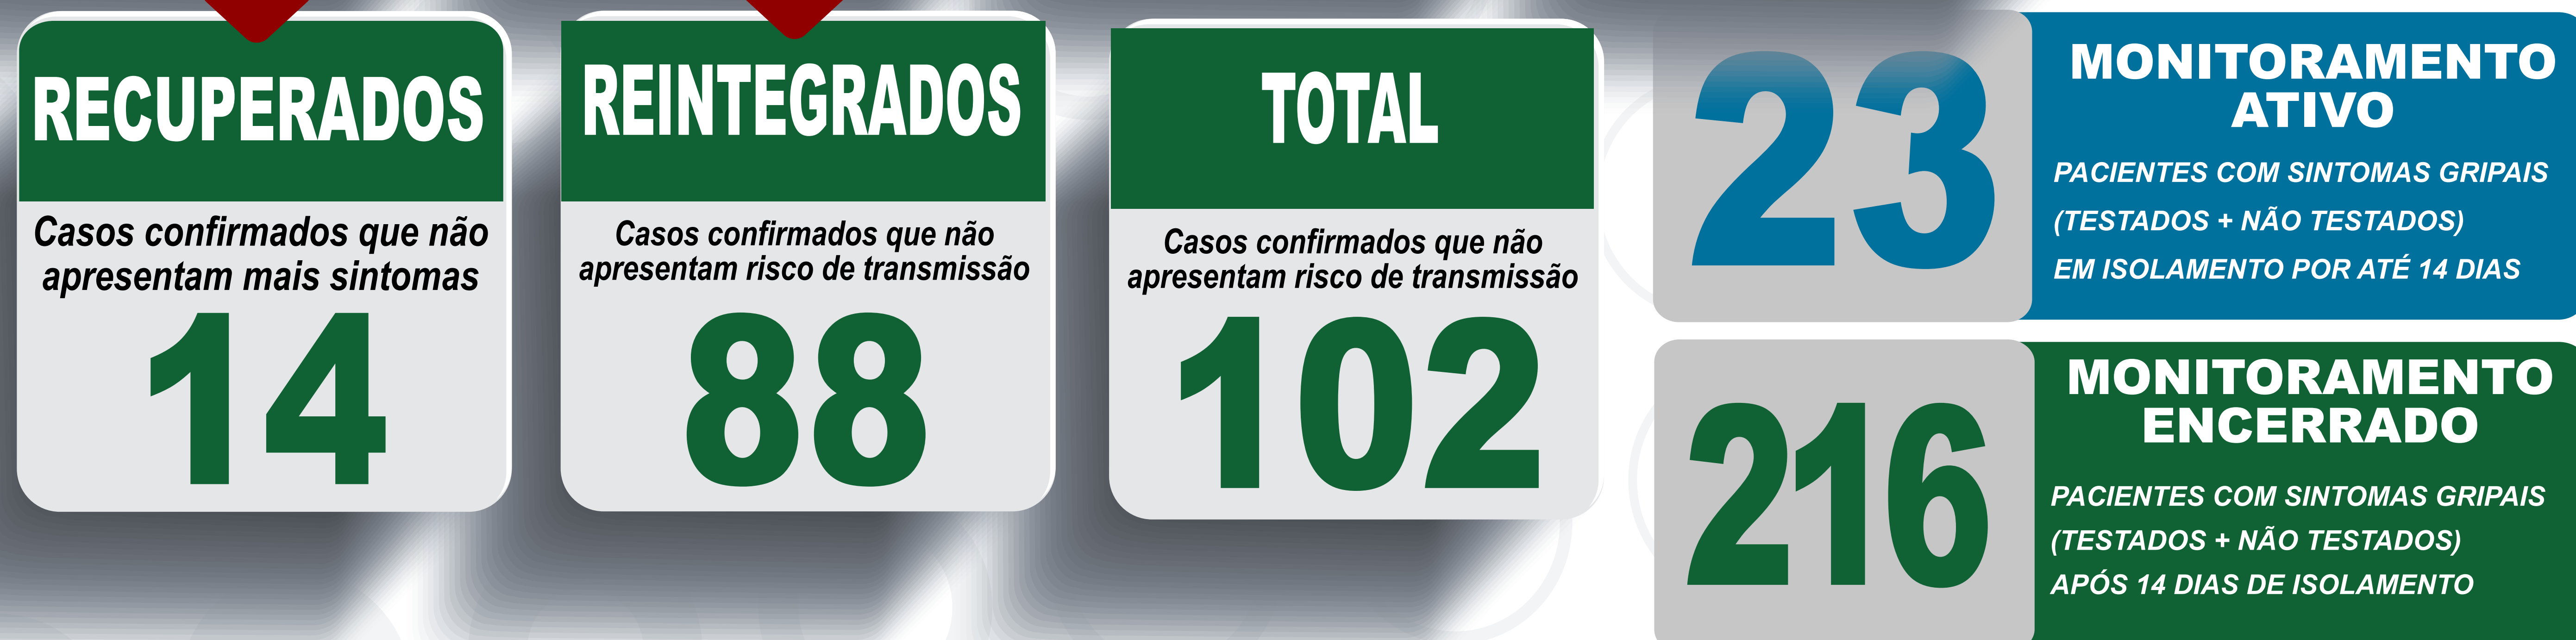 RECUPERADOS
Casos confirmados que não
apresentam mais sintomas
14
REINTEGRADOS
Casos confirmados que não
apresentam risco de transmissão
88
TOTAL
Casos confirmados que não
apresentam risco de transmissão
102
23
MONITORAMENTO
ATIVO
PACIENTES COM SINTOMAS GRIPAIS
(TESTADOS + NÃO TESTADOS)
EM ISOLAMENTO POR ATÉ 14 DIAS
216
MONITORAMENTO
ENCERRADO
PACIENTES COM SINTOMAS GRIPAIS
(TESTADOS + NÃO TESTADOS)
APÓS 14 DIAS DE ISOLAMENTO